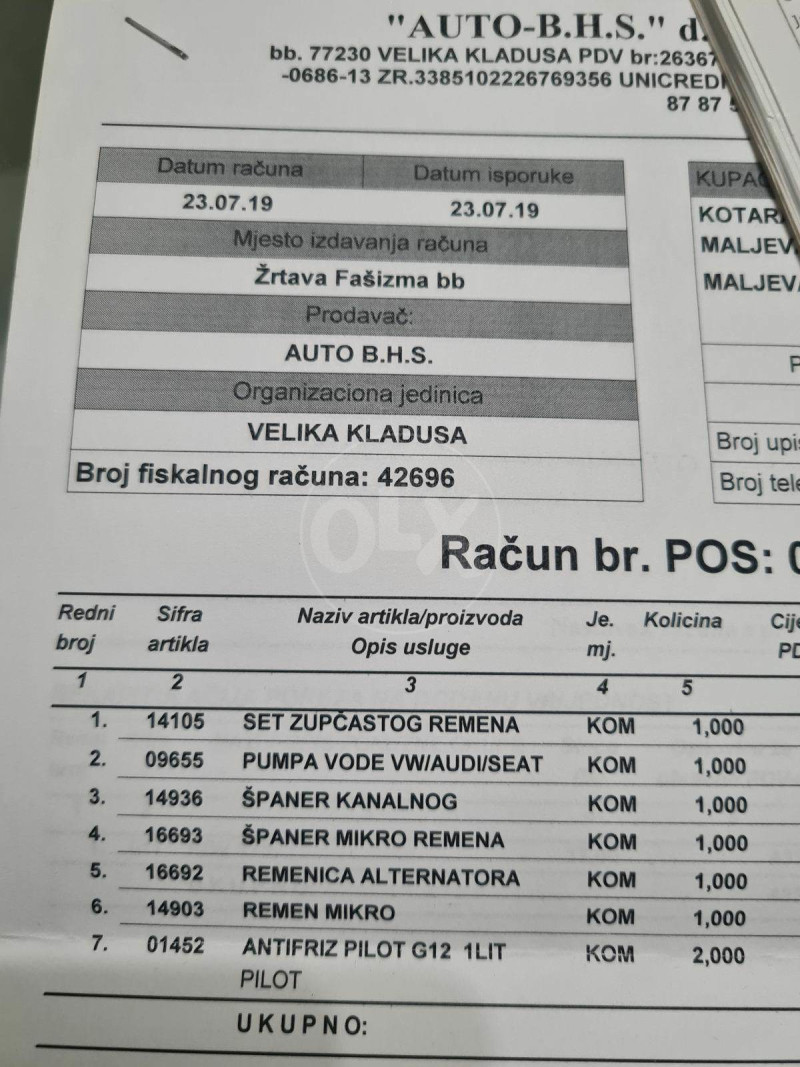 "AUTO-B.H.S." d.
bb. 77230 VELIKA KLADUSA PDV br:26367
-0686-13 ZR.3385102226769356 UNICREDI
87 87
Datum računa Datum isporuke
23.07.19 23.07.19
Mjesto izdavanja računa
Žrtava Fašizma bb
Prodavač:
AUTO B.H.S.
Organizaciona jedinica
VELIKA KLADUSA
Broj fiskalnog računa: 42696
KUPAC
KOTAR
MALJEV
MALJEVA
P
Broj upis
Broj tele
OLX
Račun br. POS: 0
Redni broj Sifra artikla Naziv artikla/proizvoda Opis usluge Je. mj. Kolicina Cije PD
1 2 3 4 5
1. 14105 SET ZUPČASTOG REMENA KOM 1,000
2. 09655 PUMPA VODE VW/AUDI/SEAT KOM 1,000
3. 14936 ŠPANER KANALNOG KOM 1,000
4. 16693 ŠPANER MIKRO REMENA KOM 1,000
5. 16692 REMENICA ALTERNATORA KOM 1,000
6. 14903 REMEN MIKRO KOM 1,000
7. 01452 ANTIFRIZ PILOT G12 1LIT KOM 2,000
PILOT
UKUPNO: